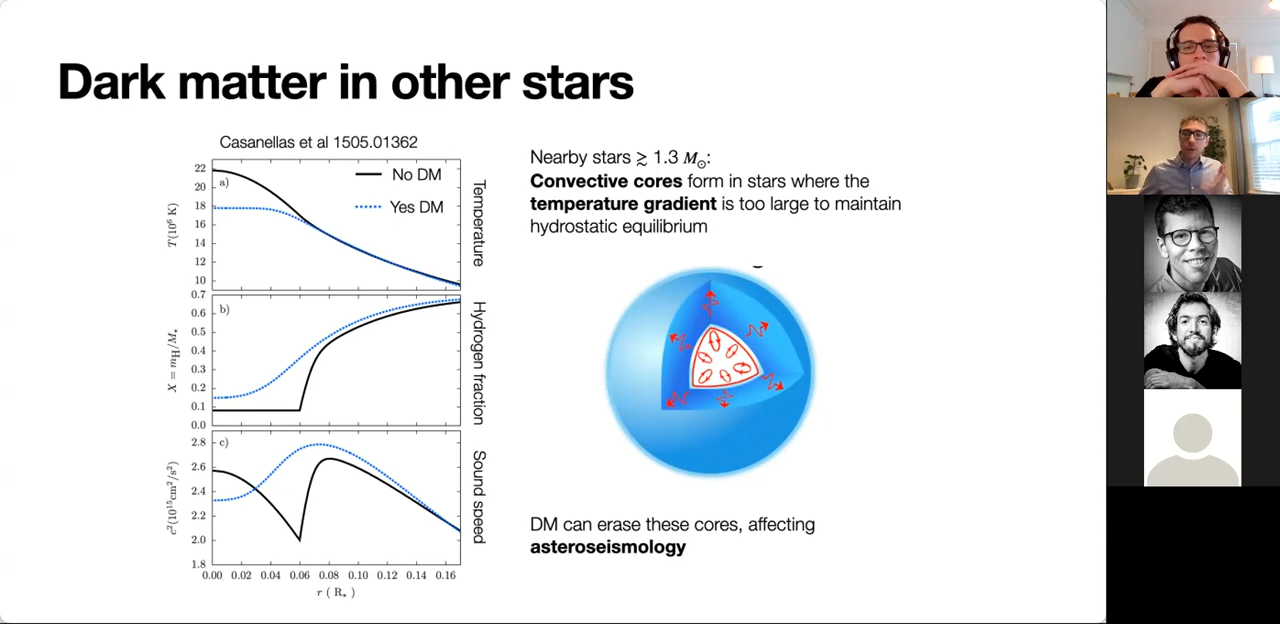 Dark matter in other stars
Casanellas et al 1505.01362
No DM
Yes DM
a)
22
20
18
16
14
12
10
T(10⁶ K)
Temperature
b)
0.7
0.6
0.5
0.4
0.3
0.2
0.1
0.0
X = m_H/M⋆
Hydrogen fraction
c)
2.8
2.6
2.4
2.2
2.0
1.8
c²(10¹⁵cm²/s²)
Sound speed
0.00 0.02 0.04 0.06 0.08 0.10 0.12 0.14 0.16
r ( R⋆ )
Nearby stars ≳ 1.3 M⊙:
Convective cores form in stars where the
temperature gradient is too large to maintain
hydrostatic equilibrium
DM can erase these cores, affecting
asteroseismology